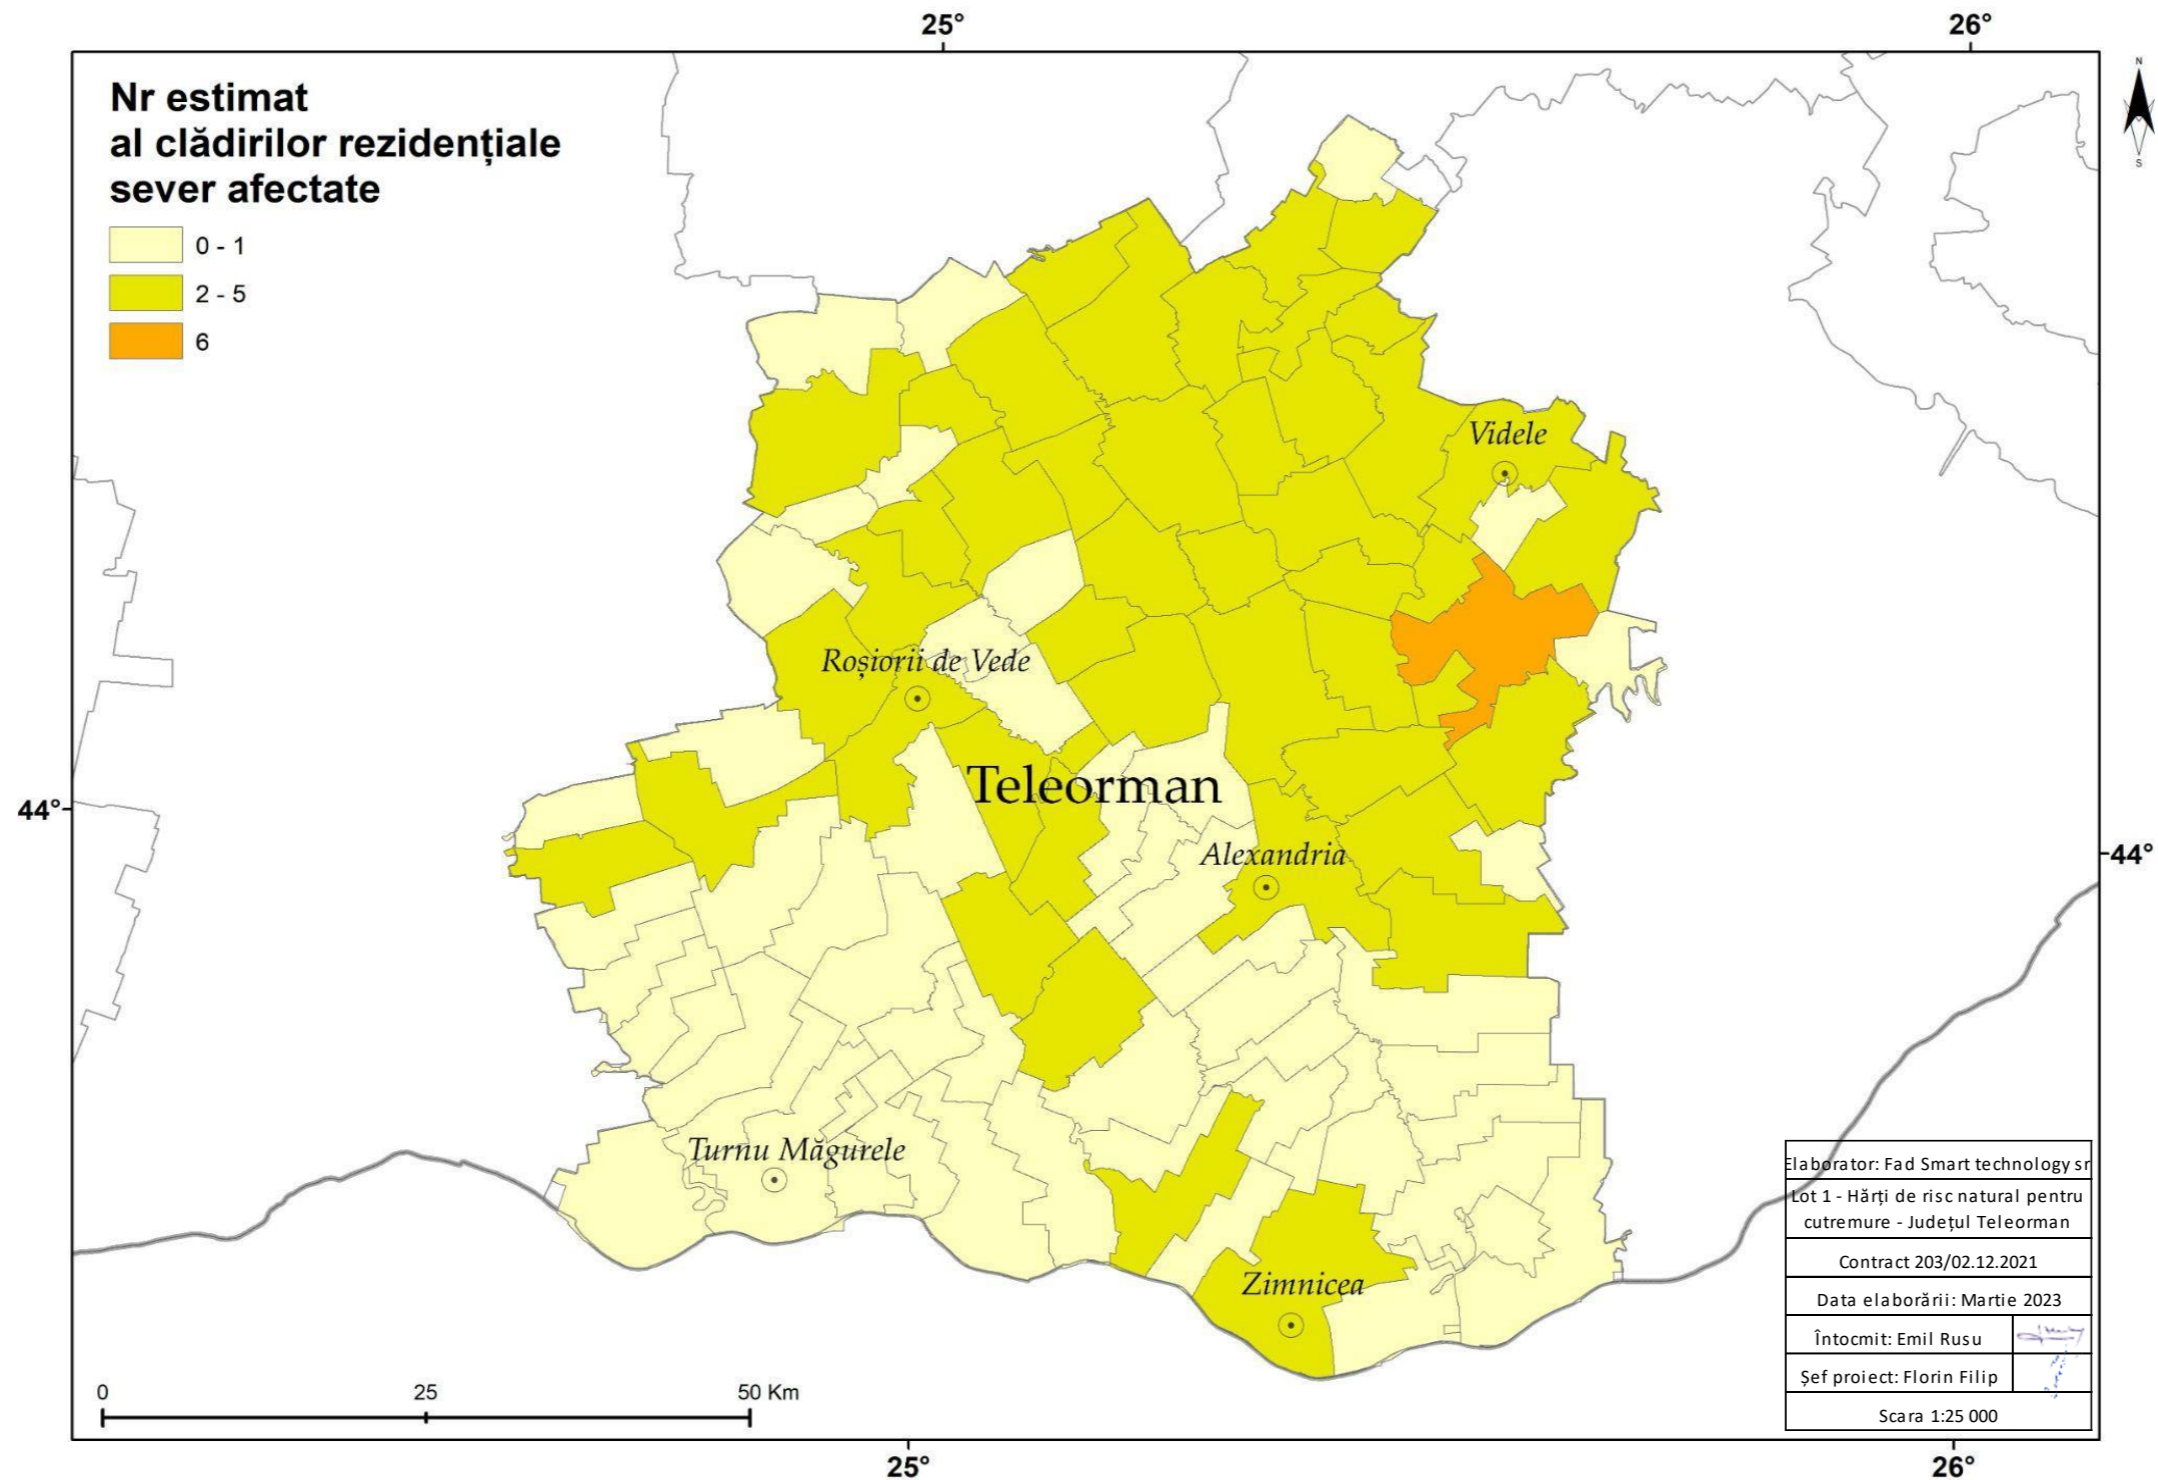 25°
26°
N
S
Nr estimat
al clădirilor rezidențiale
sever afectate
0 - 1
2 - 5
6
Videle
Roșiorii de Vede
Teleorman
44°
Alexandria
44°
Turnu Măgurele
Zimnicea
Elaborator: Fad Smart technology sr
Lot 1 - Hărți de risc natural pentru
cutremure - Județul Teleorman
Contract 203/02.12.2021
Data elaborării: Martie 2023
Întocmit: Emil Rusu
Șef proiect: Florin Filip
Scara 1:25 000
0
25
50 Km
25°
26°